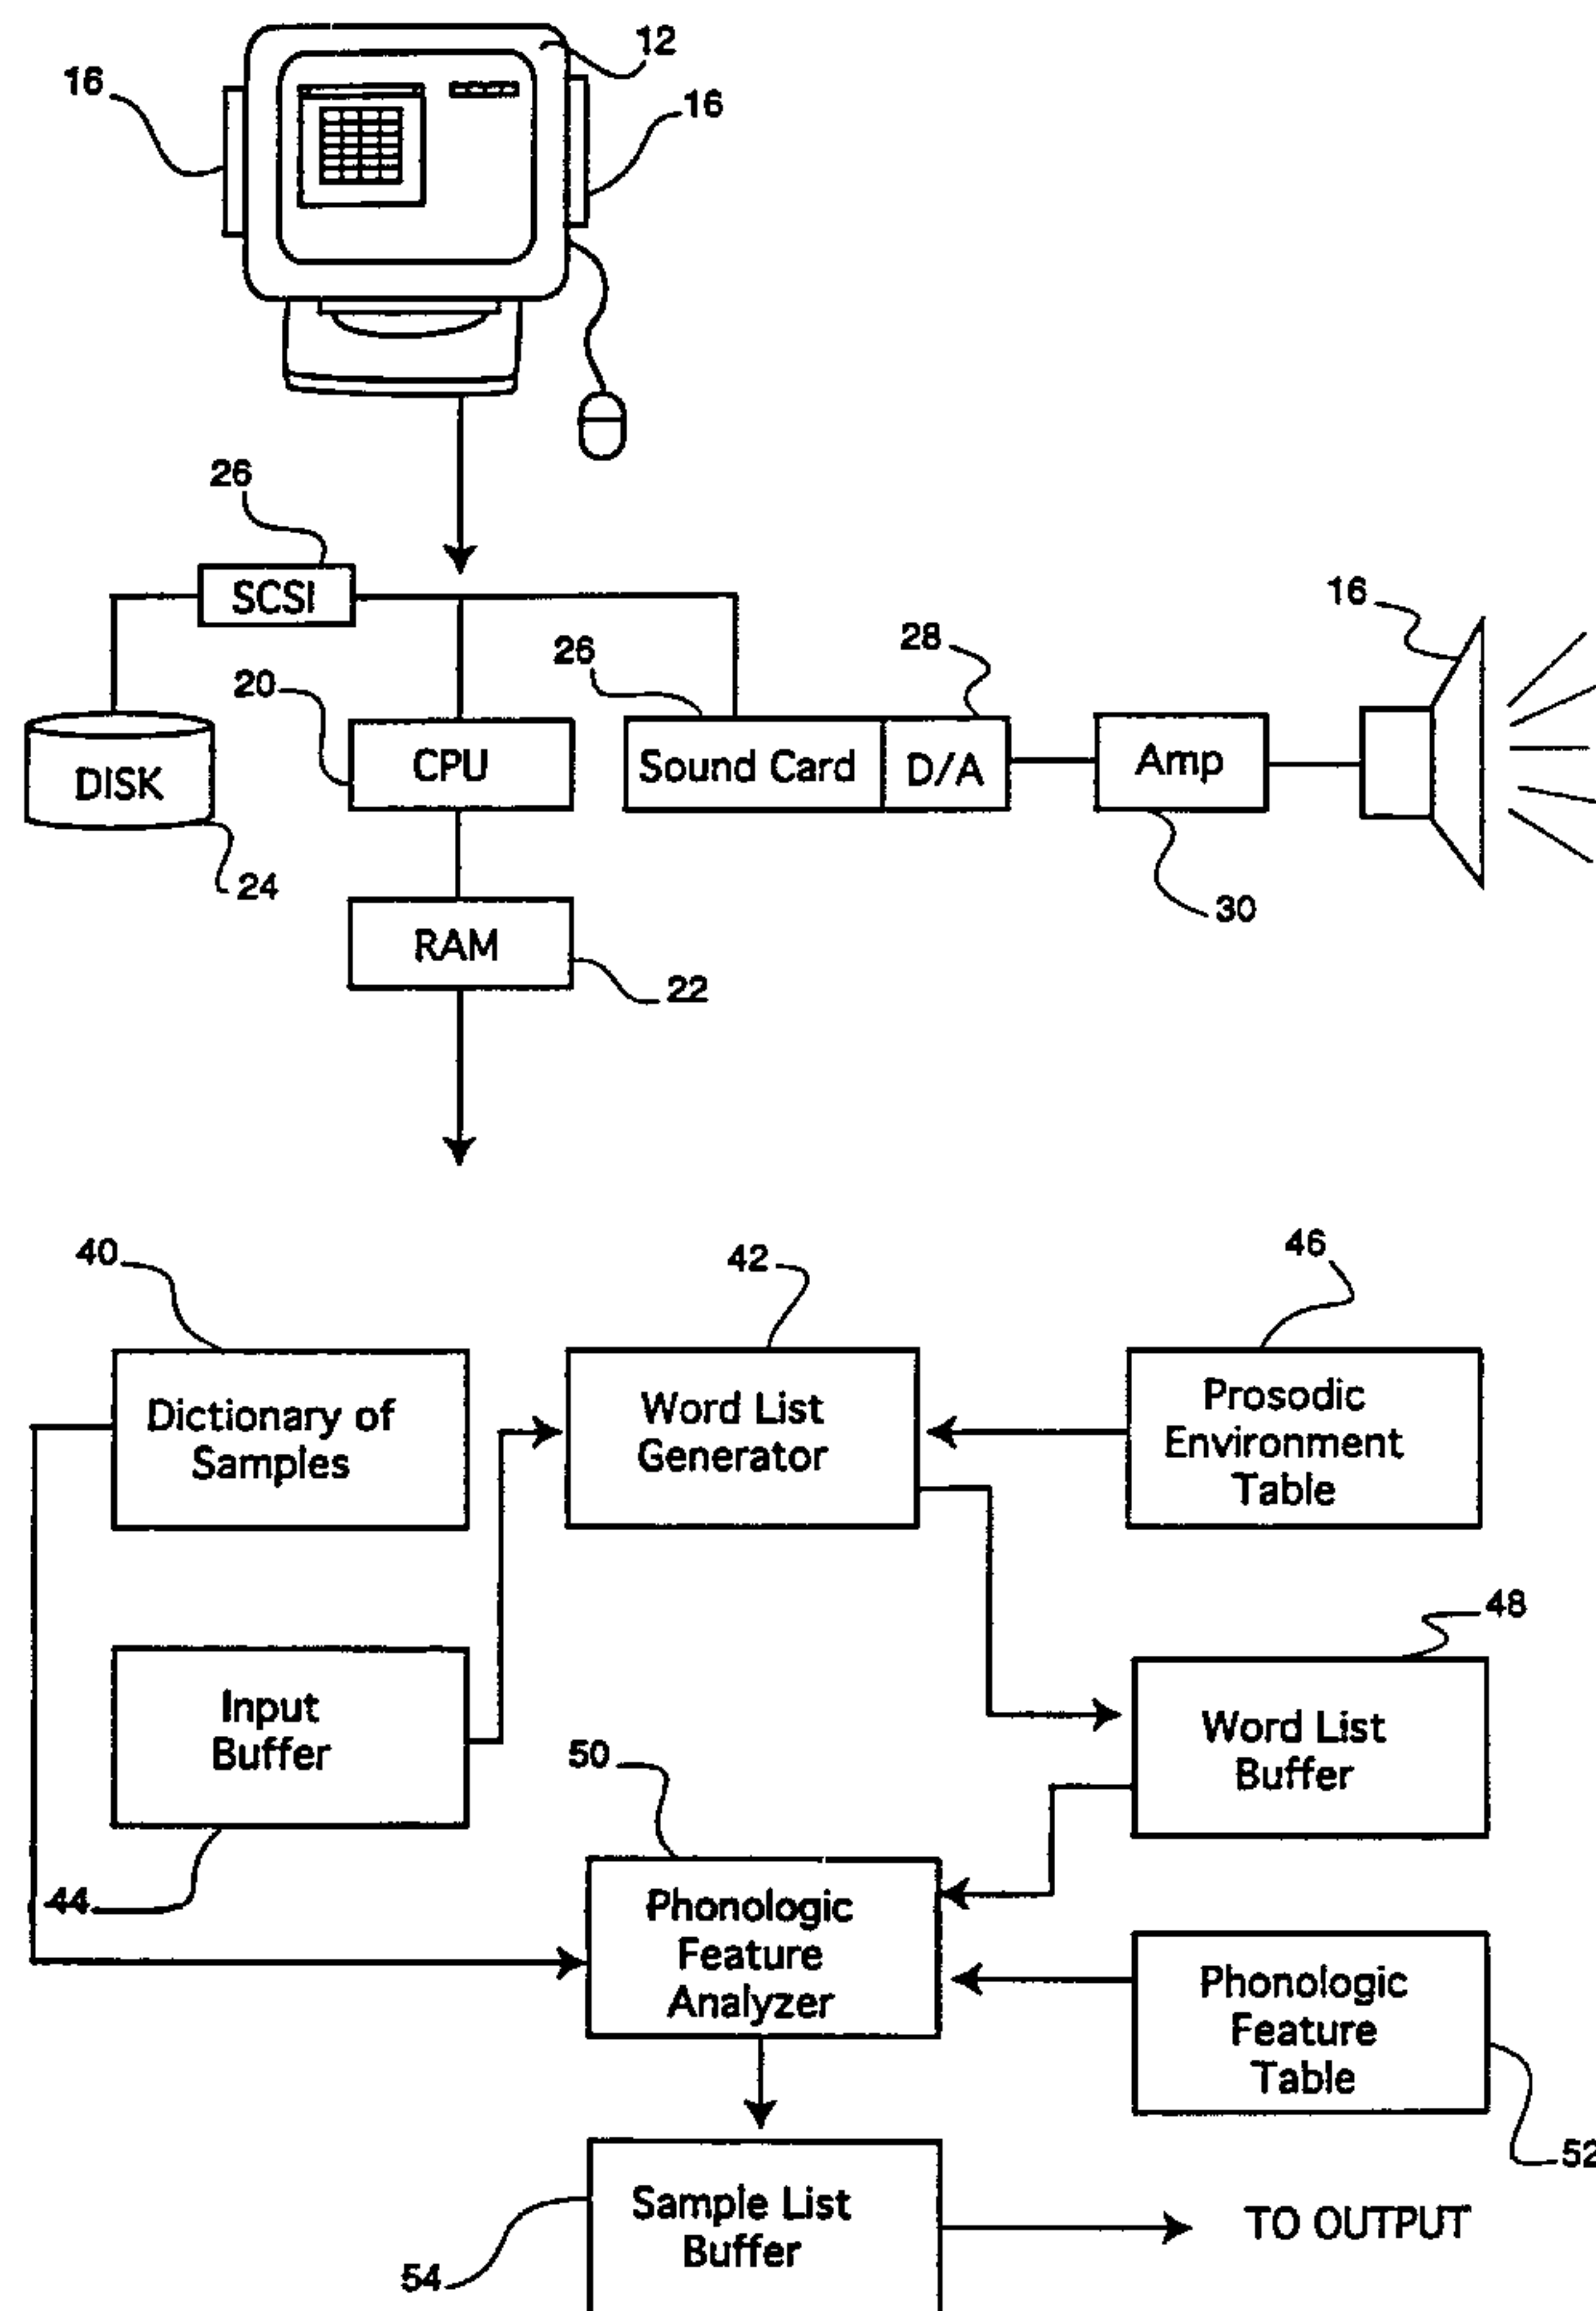 12
16
16
26
SCSI
16
28
26
20
DISK
CPU
Sound Card
D/A
Amp
24
30
RAM
22
40
42
46
Dictionary of
Samples
Word List
Generator
Prosodic
Environment
Table
48
Input
Buffer
Word List
Buffer
50
44
Phonologic
Feature
Analyzer
Phonologic
Feature
Table
52
Sample List
Buffer
TO OUTPUT
54